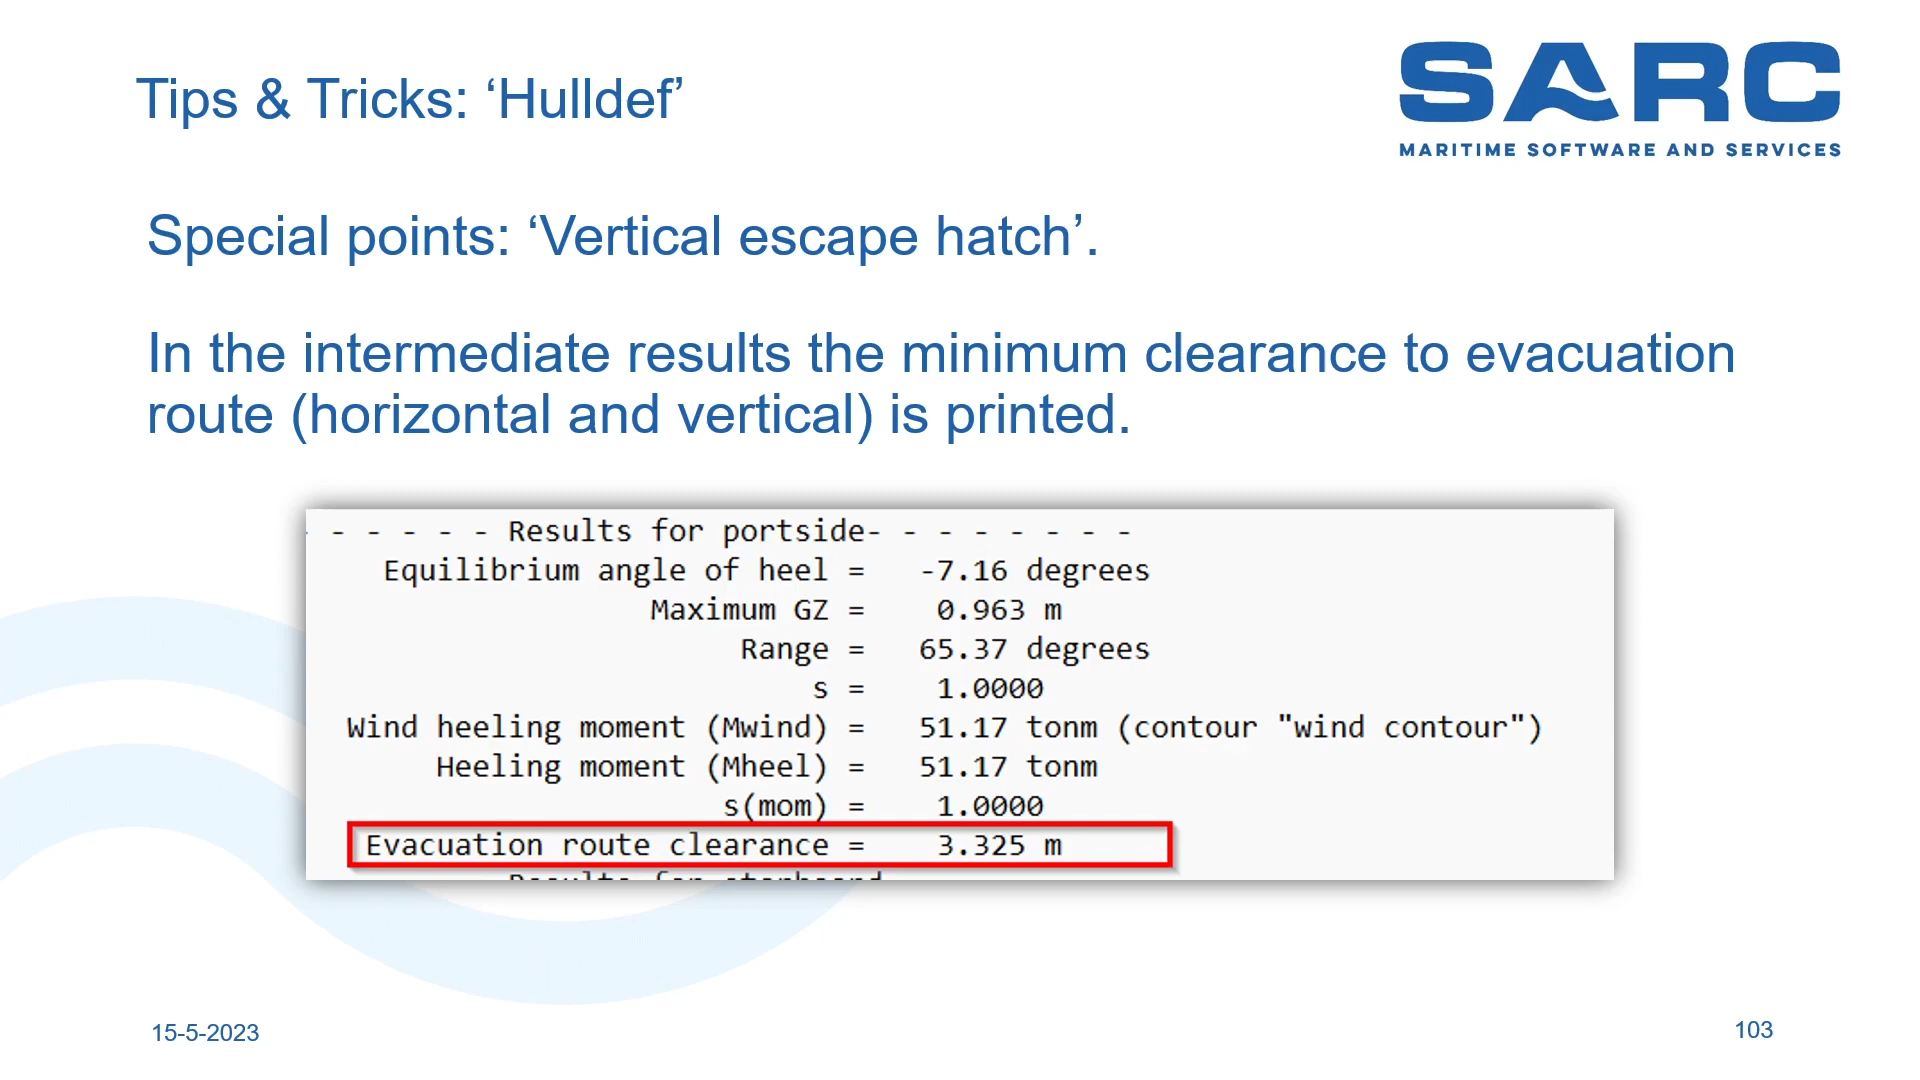 Tips & Tricks: ‘Hulldef’
SARC
MARITIME SOFTWARE AND SERVICES
Special points: ‘Vertical escape hatch’.
In the intermediate results the minimum clearance to evacuation
route (horizontal and vertical) is printed.
- - - - - - Results for portside- - - - - - - -
Equilibrium angle of heel = -7.16 degrees
Maximum GZ = 0.963 m
Range = 65.37 degrees
s = 1.0000
Wind heeling moment (Mwind) = 51.17 tonm (contour "wind contour")
Heeling moment (Mheel) = 51.17 tonm
s(mom) = 1.0000
Evacuation route clearance = 3.325 m
15-5-2023
103